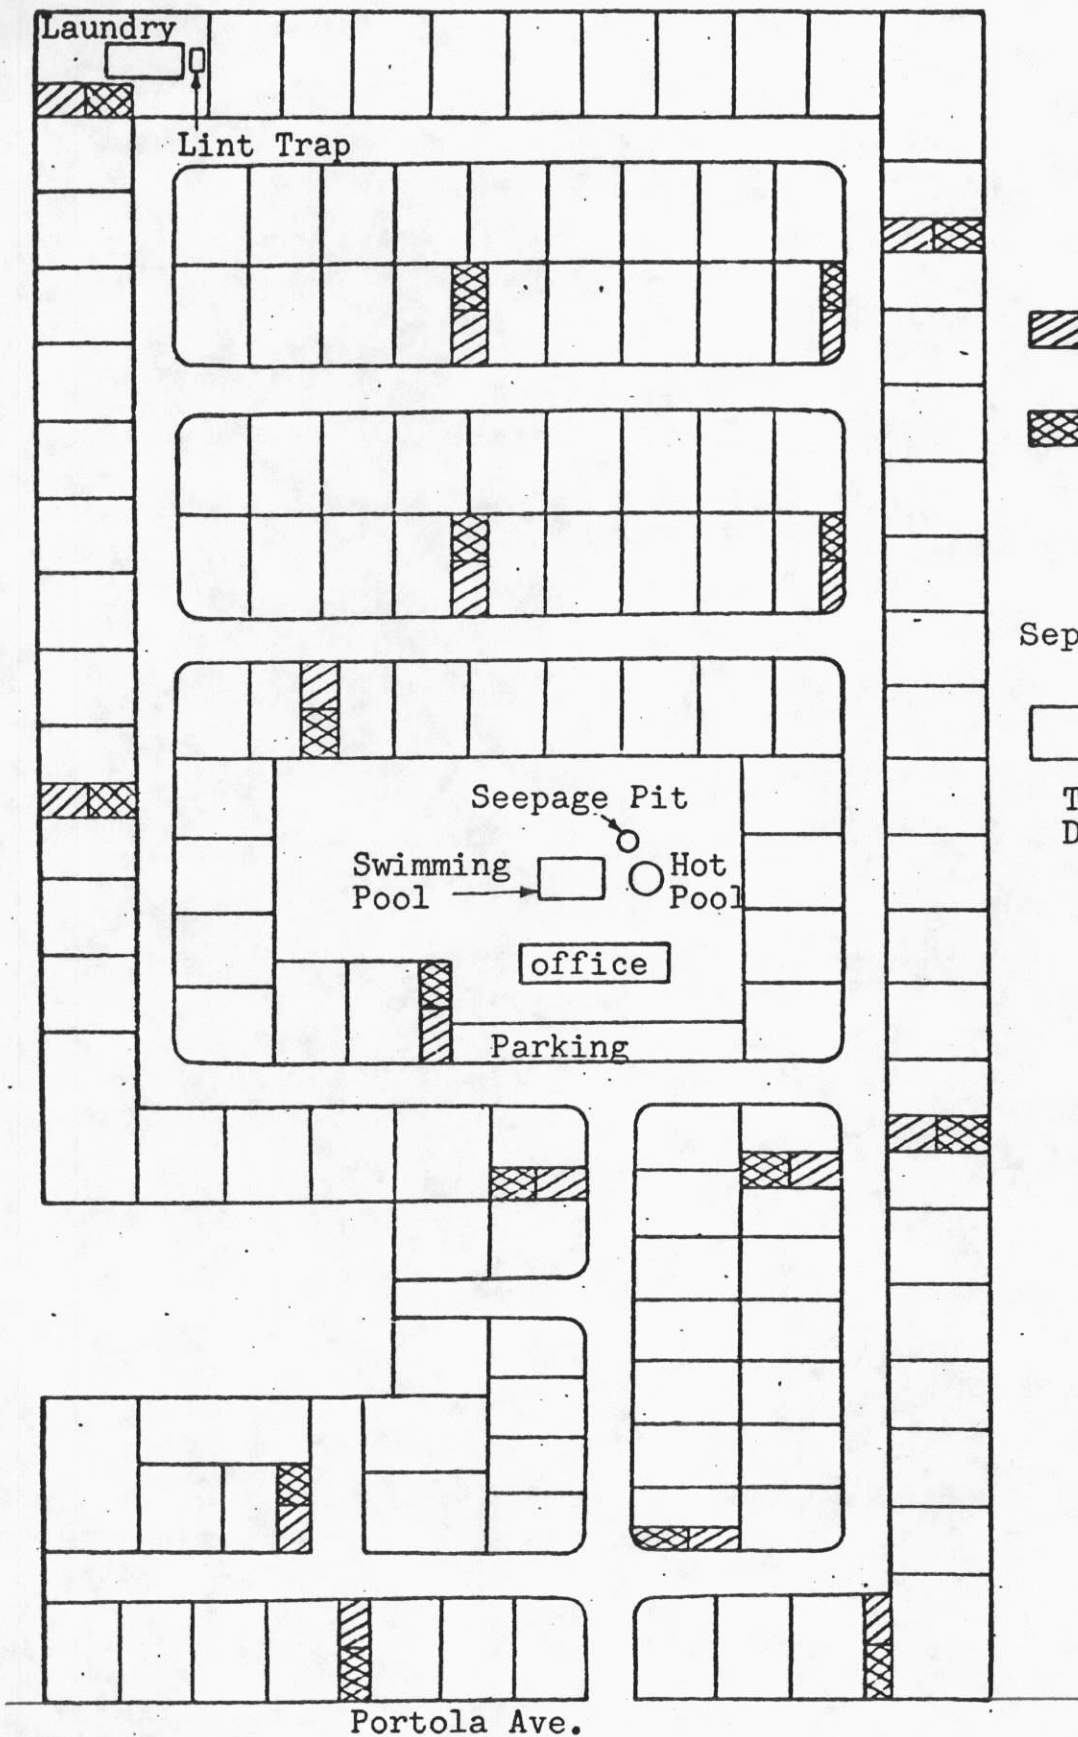 Laundry
Lint Trap
Sep
Seepage Pit
Swimming
Pool
Hot
Pool
T
D
office
Parking
Portola Ave.